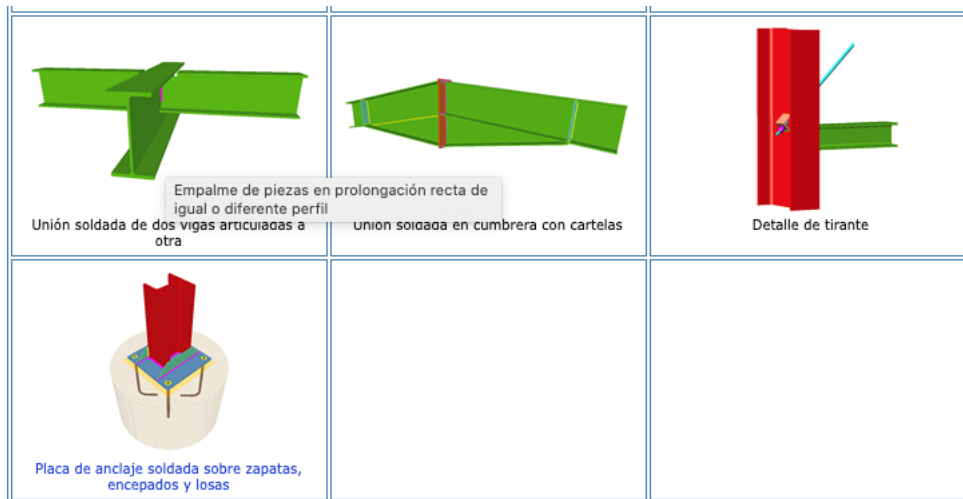 Empalme de piezas en prolongación recta de
igual o diferente perfil
Unión soldada de dos vigas articuladas a
otra
Unión soldada en cumbrera con cartelas
Detalle de tirante
Placa de anclaje soldada sobre zapatas,
encepados y losas